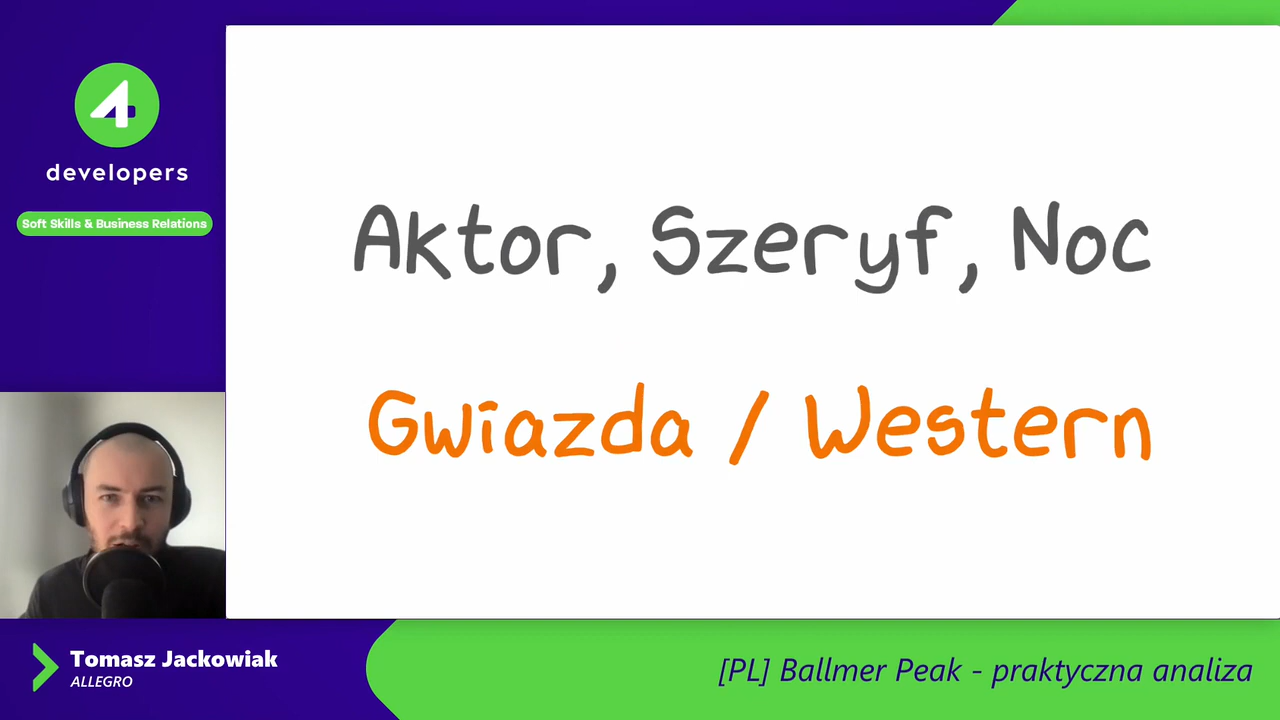 4
developers
Soft Skills & Business Relations
Aktor, Szeryf, Noc
Gwiazda / Western
Tomasz Jackowiak
ALLEGRO
[PL] Ballmer Peak - praktyczna analiza